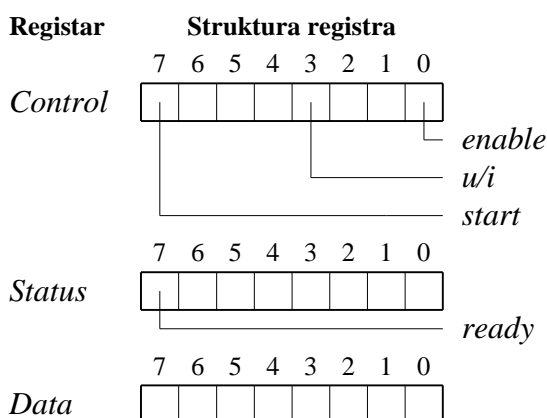 Registar Struktura registra
7 6 5 4 3 2 1 0
Control
enable
u/i
start
7 6 5 4 3 2 1 0
Status
ready
7 6 5 4 3 2 1 0
Data